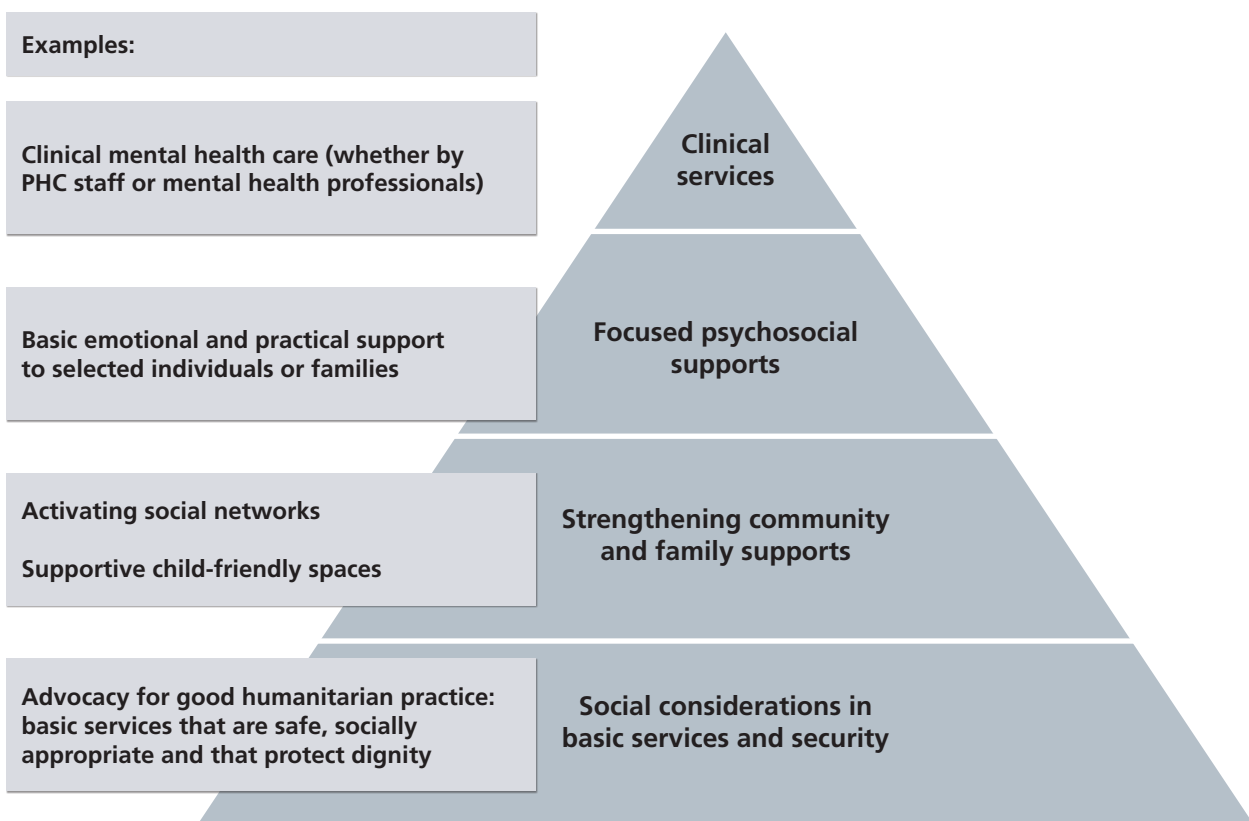 Examples:
Clinical mental health care (whether by
PHC staff or mental health professionals)
Clinical
services
Basic emotional and practical support
to selected individuals or families
Focused psychosocial
supports
Activating social networks
Supportive child-friendly spaces
Strengthening community
and family supports
Advocacy for good humanitarian practice:
basic services that are safe, socially
appropriate and that protect dignity
Social considerations in
basic services and security